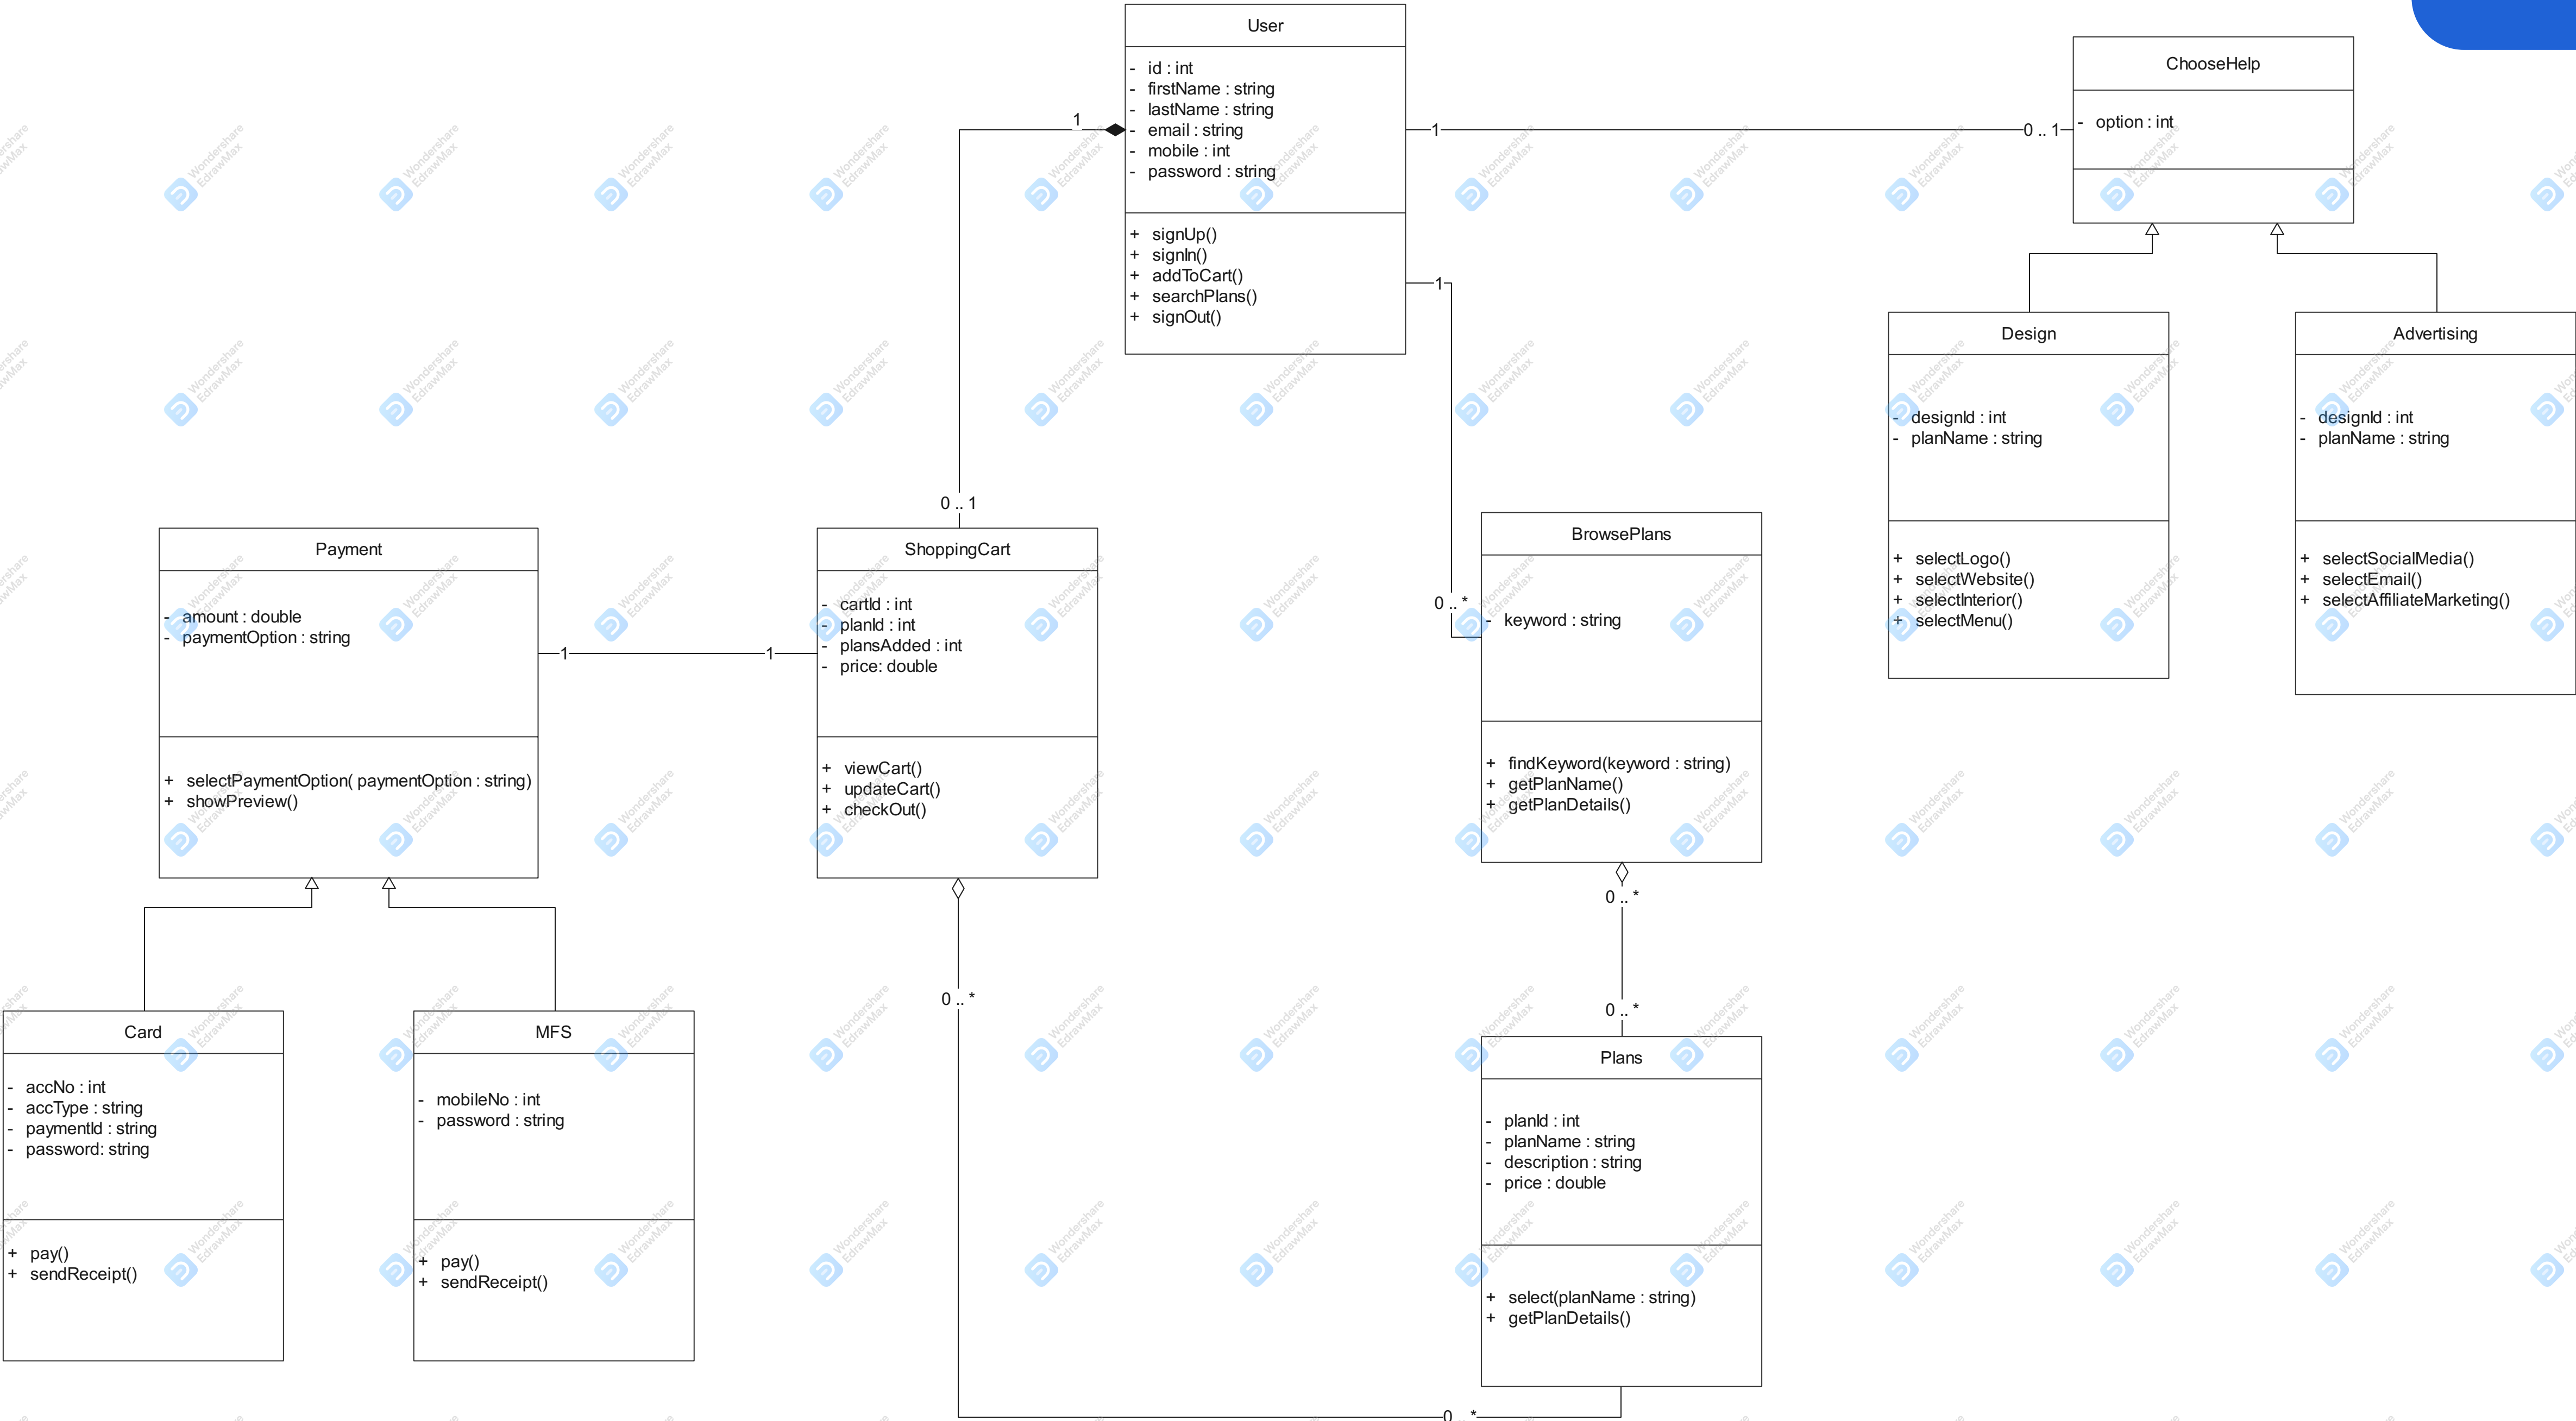 User
- id : int
- firstName : string
- lastName : string
- email : string
- mobile : int
- password : string
+ signUp()
+ signIn()
+ addToCart()
+ searchPlans()
+ signOut()
ChooseHelp
- option : int
1
1
0 .. 1
1
Design
- designId : int
- planName : string
+ selectLogo()
+ selectWebsite()
+ selectInterior()
+ selectMenu()
Advertising
- designId : int
- planName : string
+ selectSocialMedia()
+ selectEmail()
+ selectAffiliateMarketing()
0 .. 1
Payment
- amount : double
- paymentOption : string
+ selectPaymentOption( paymentOption : string)
+ showPreview()
1
1
ShoppingCart
- cartId : int
- planId : int
- plansAdded : int
- price: double
+ viewCart()
+ updateCart()
+ checkOut()
0 .. *
BrowsePlans
- keyword : string
+ findKeyword(keyword : string)
+ getPlanName()
+ getPlanDetails()
0 .. *
0 .. *
0 .. *
Card
- accNo : int
- accType : string
- paymentId : string
- password: string
+ pay()
+ sendReceipt()
MFS
- mobileNo : int
- password : string
+ pay()
+ sendReceipt()
Plans
- planId : int
- planName : string
- description : string
- price : double
+ select(planName : string)
+ getPlanDetails()
0 .. *
Wondershare
EdrawMax